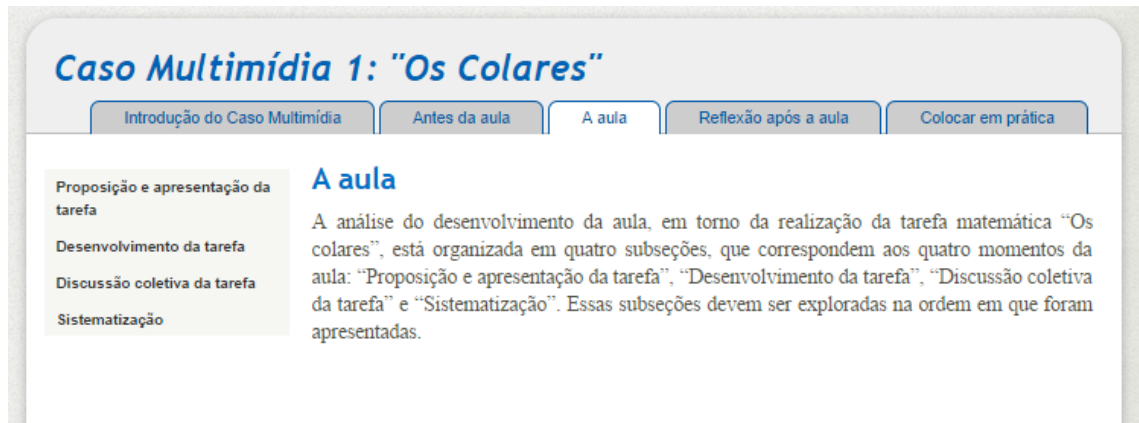 Caso Multimídia 1: "Os Colares"
Introdução do Caso Multimídia
Antes da aula
A aula
Reflexão após a aula
Colocar em prática
Proposição e apresentação da
tarefa
Desenvolvimento da tarefa
Discussão coletiva da tarefa
Sistematização
A aula
A análise do desenvolvimento da aula, em torno da realização da tarefa matemática “Os
colares”, está organizada em quatro subseções, que correspondem aos quatro momentos da
aula: “Proposição e apresentação da tarefa”, “Desenvolvimento da tarefa”, “Discussão coletiva
da tarefa” e “Sistematização”. Essas subseções devem ser exploradas na ordem em que foram
apresentadas.